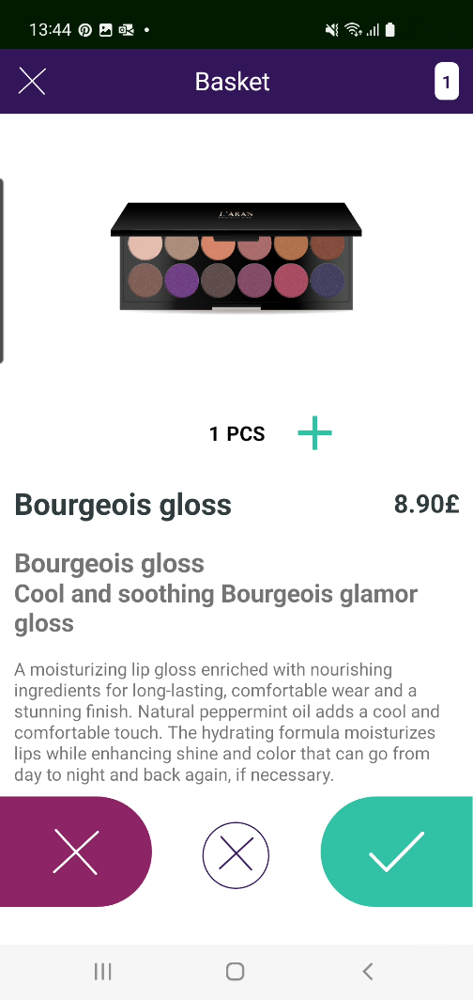 13:44
Basket
1
L'ARAN
1 PCS
Bourgeois gloss
8.90£
Bourgeois gloss
Cool and soothing Bourgeois glamor
gloss
A moisturizing lip gloss enriched with nourishing
ingredients for long-lasting, comfortable wear and a
stunning finish. Natural peppermint oil adds a cool and
comfortable touch. The hydrating formula moisturizes
lips while enhancing shine and color that can go from
day to night and back again, if necessary.